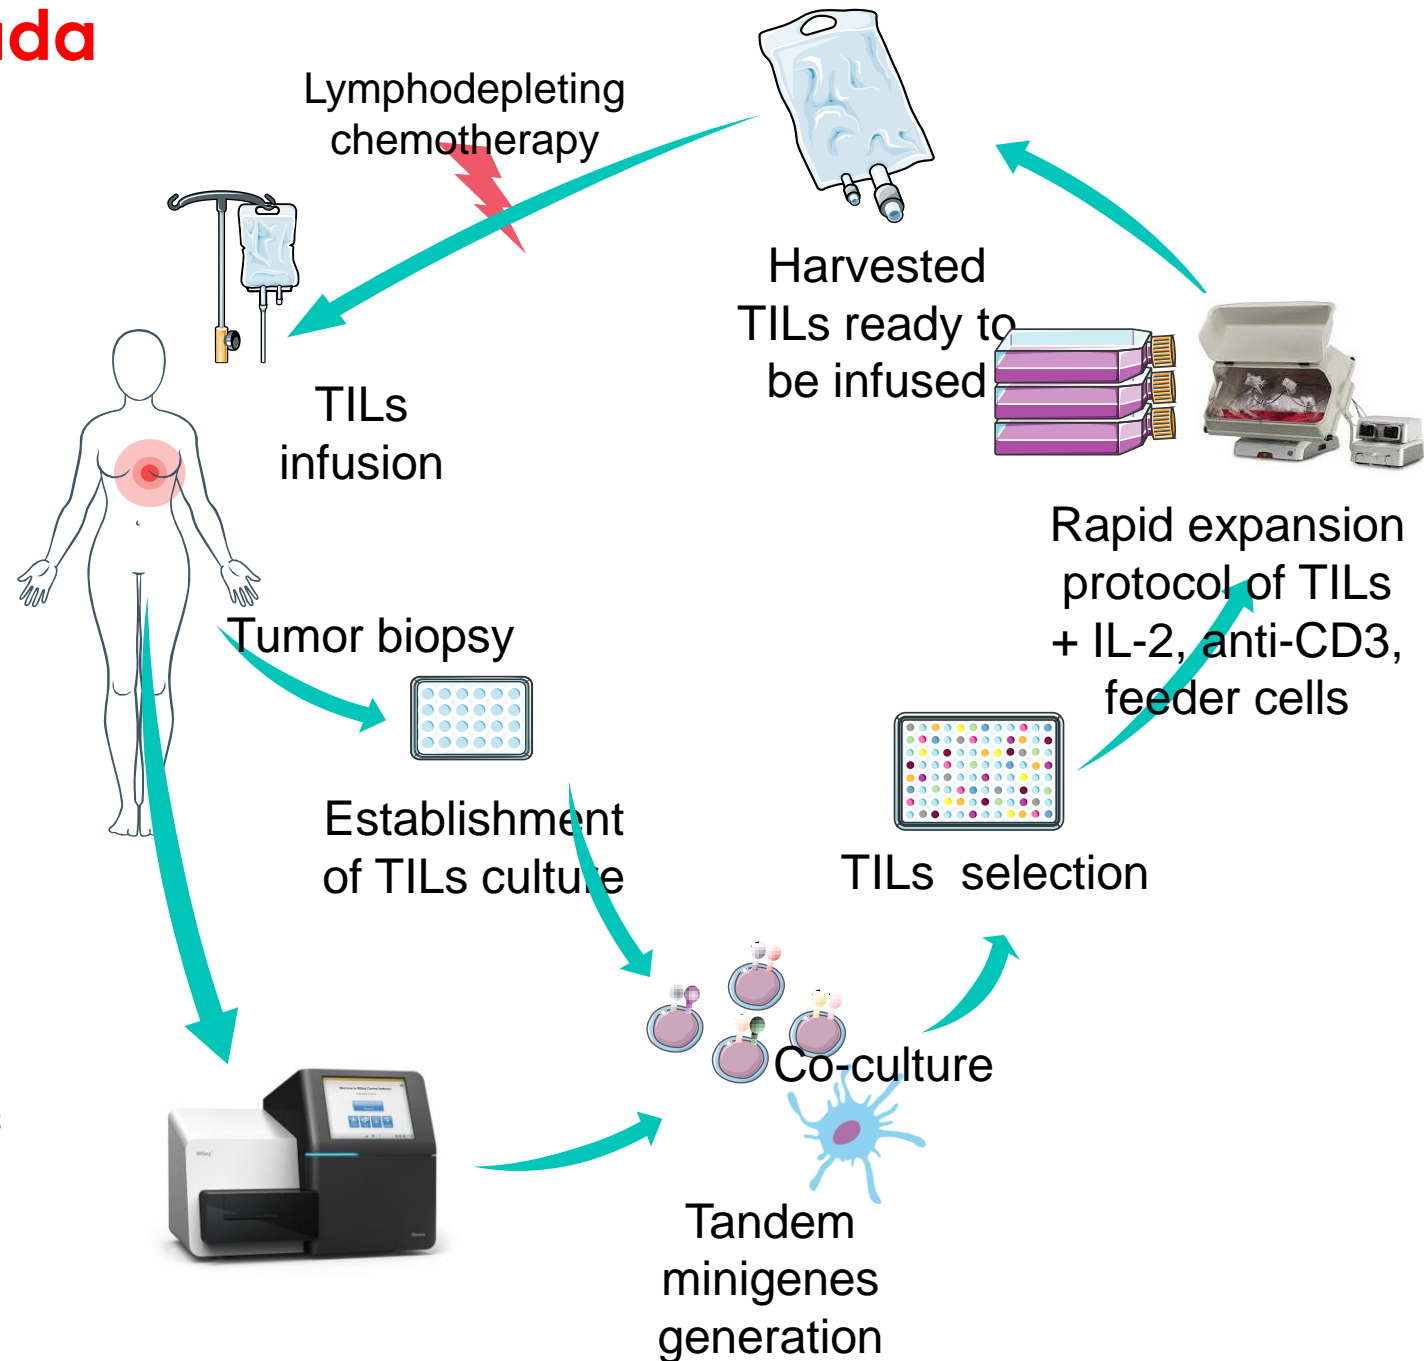 Lymphodepleting
chemotherapy
Harvested
TILs ready to
be infused
TILs
infusion
Rapid expansion
protocol of TILs
+ IL-2, anti-CD3,
feeder cells
Tumor biopsy
Establishment
of TILs culture
TILs  selection
Co-culture
Tandem
minigenes
generation